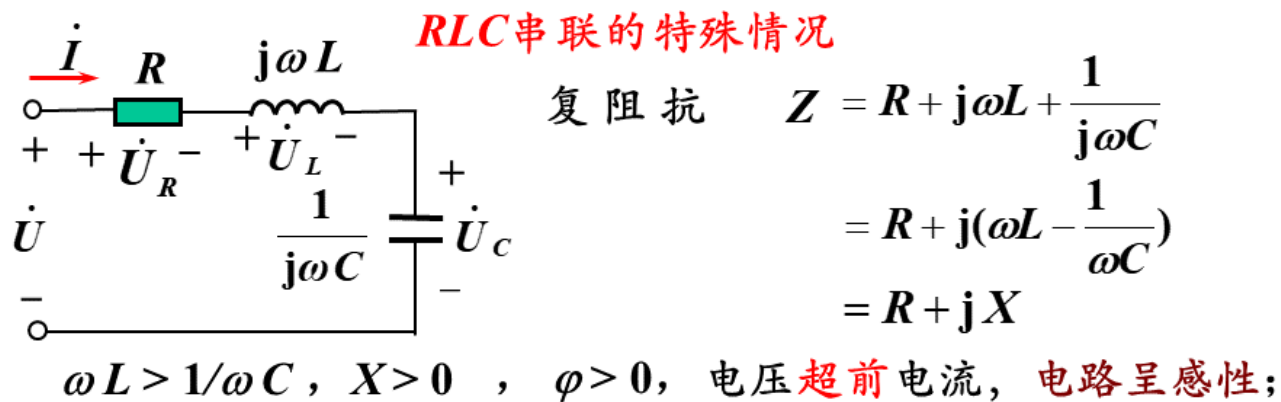 RLC串联的特殊情况
İ
R
jωL
复阻抗 Z = R + jωL + 1/jωC
+ + U̇_R − + U̇_L −
+
U̇
1/jωC
U̇_C
= R + j(ωL − 1/ωC)
−
−
= R + jX
ωL > 1/ωC , X > 0 , φ > 0, 电压超前电流, 电路呈感性;